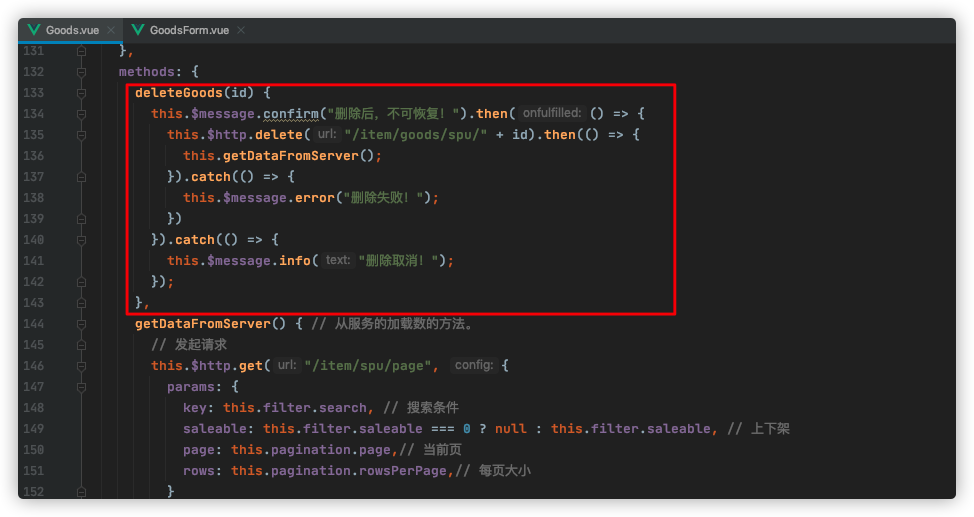 Goods.vue × GoodsForm.vue ×
131 },
132 methods: {
133 deleteGoods(id) {
134 this.$message.confirm("删除后，不可恢复！").then( onfulfilled: () => {
135 this.$http.delete( url: "/item/goods/spu/" + id).then(() => {
136 this.getDataFromServer();
137 }).catch(() => {
138 this.$message.error("删除失败！");
139 })
140 }).catch(() => {
141 this.$message.info( text: "删除取消！");
142 });
143 },
144 getDataFromServer() { // 从服务的加载数的方法。
145 // 发起请求
146 this.$http.get( url: "/item/spu/page", config: {
147 params: {
148 key: this.filter.search, // 搜索条件
149 saleable: this.filter.saleable === 0 ? null : this.filter.saleable, // 上下架
150 page: this.pagination.page,// 当前页
151 rows: this.pagination.rowsPerPage,// 每页大小
152 }